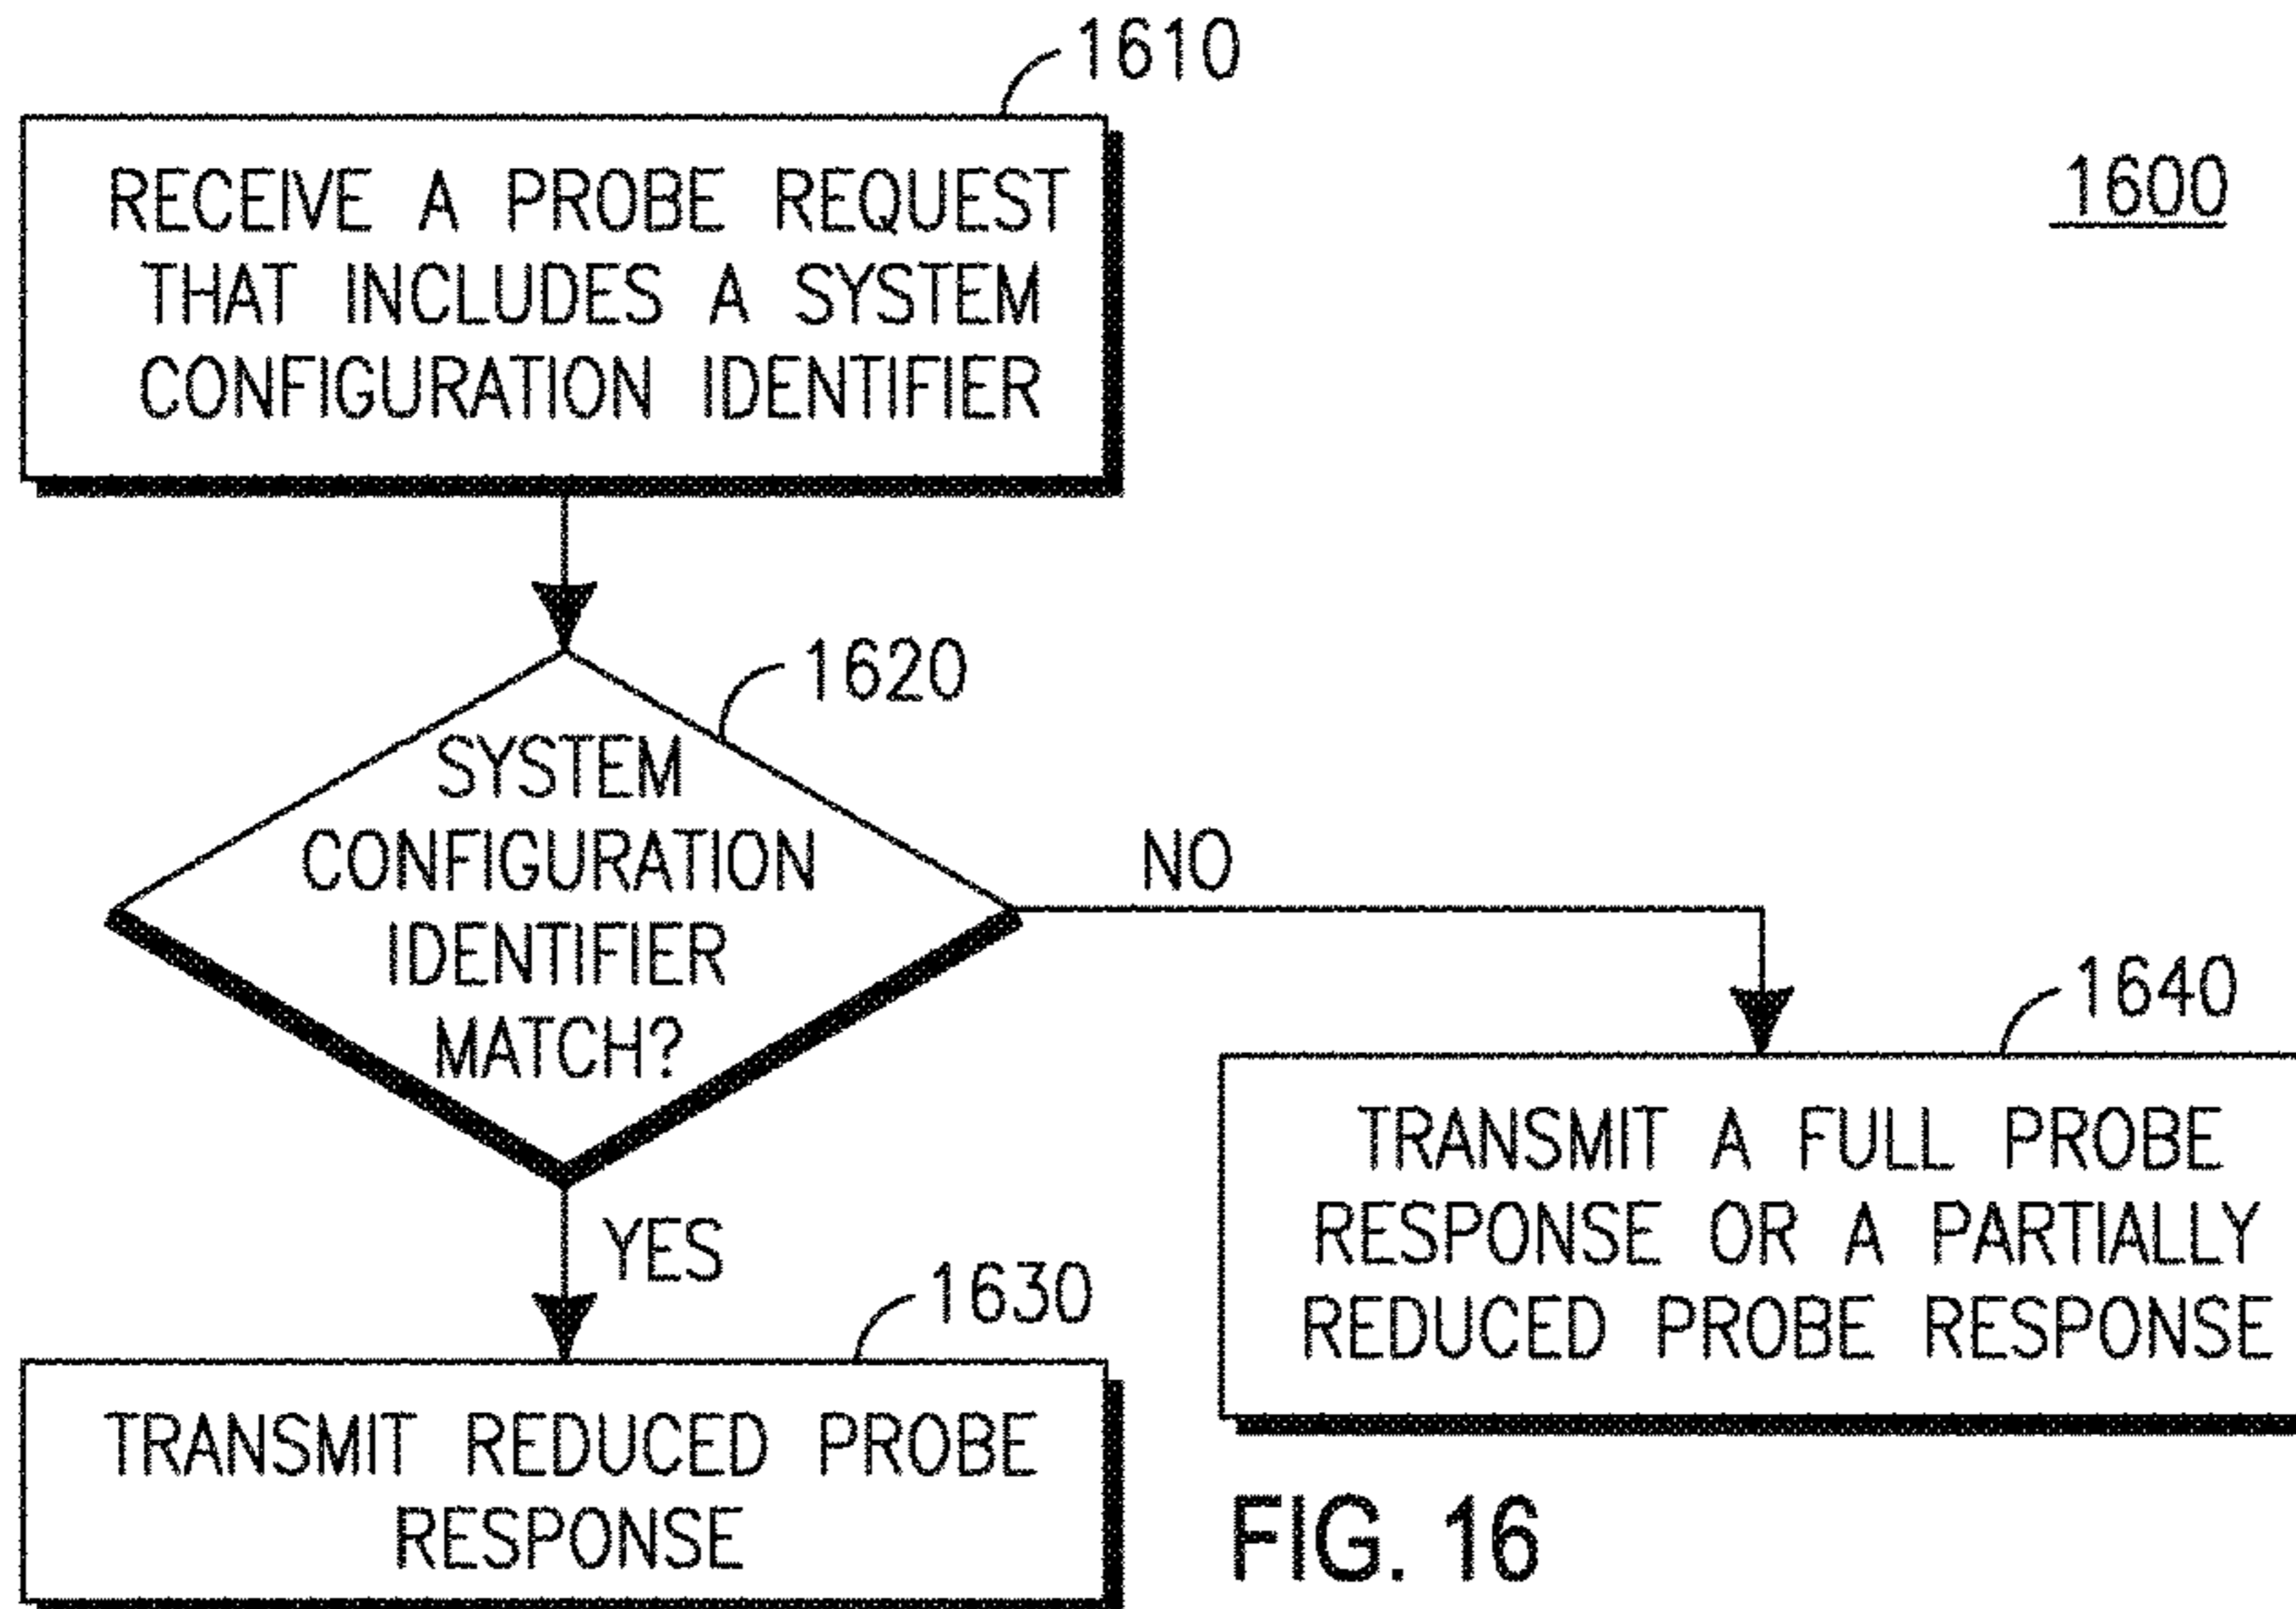 1610
1600
RECEIVE A PROBE REQUEST
THAT INCLUDES A SYSTEM
CONFIGURATION IDENTIFIER
1620
SYSTEM
CONFIGURATION
IDENTIFIER
MATCH?
NO
YES
1640
TRANSMIT A FULL PROBE
RESPONSE OR A PARTIALLY
REDUCED PROBE RESPONSE
1630
TRANSMIT REDUCED PROBE
RESPONSE
FIG. 16